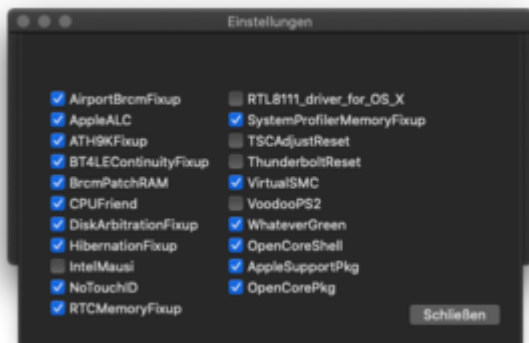 Einstellungen
AirportBrcmFixup
AppleALC
ATH9KFixup
BT4LEContinuityFixup
BrcmPatchRAM
CPUFriend
DiskArbitrationFixup
HibernationFixup
IntelMausi
NoTouchID
RTCMemoryFixup
RTL8111_driver_for_OS_X
SystemProfilerMemoryFixup
TSCAdjustReset
ThunderboltReset
VirtualSMC
VoodooPS2
WhateverGreen
OpenCoreShell
AppleSupportPkg
OpenCorePkg
Schließen